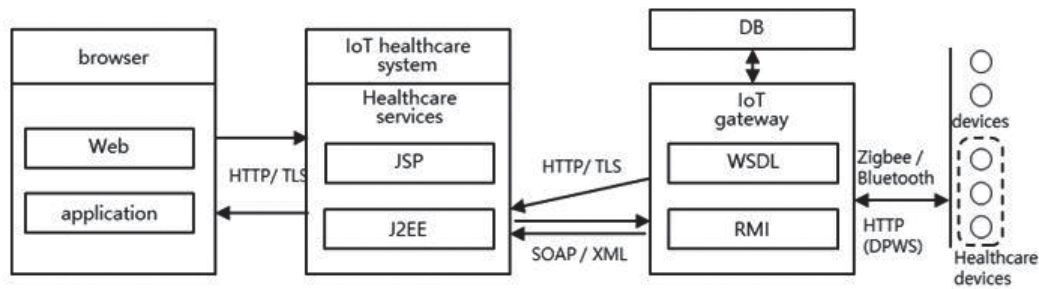 browser
Web
application
HTTP/ TLS
IoT healthcare
system
Healthcare
services
JSP
J2EE
HTTP/ TLS
SOAP / XML
DB
IoT
gateway
WSDL
RMI
Zigbee /
Bluetooth
HTTP
(DPWS)
devices
Healthcare
devices